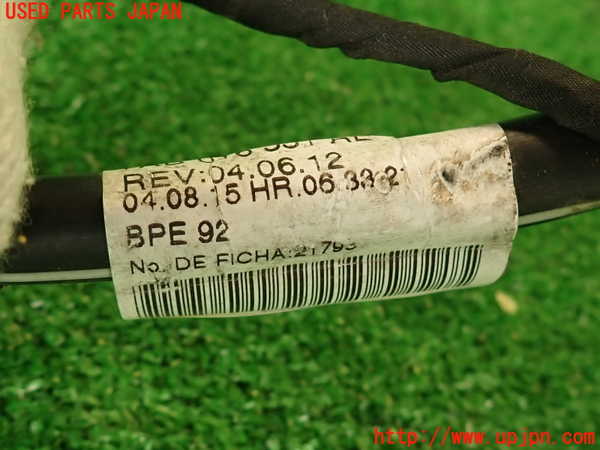 USED PARTS JAPAN
REV:04.06.12
04.08.15 HR.06
BPE 92
No. DE FICHA:21793
http://www.upjpn.com